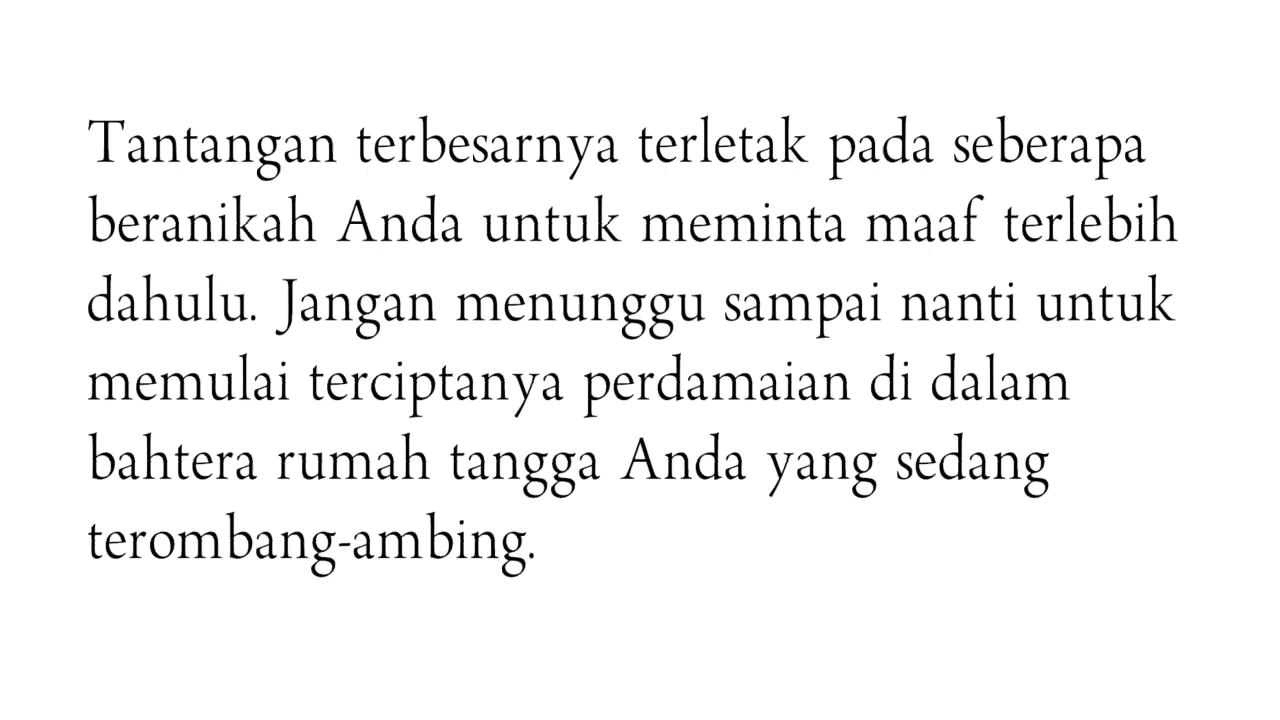 Tantangan terbesarnya terletak pada seberapa
beranikah Anda untuk meminta maaf terlebih
dahulu. Jangan menunggu sampai nanti untuk
memulai terciptanya perdamaian di dalam
bahtera rumah tangga Anda yang sedang
terombang-ambing.